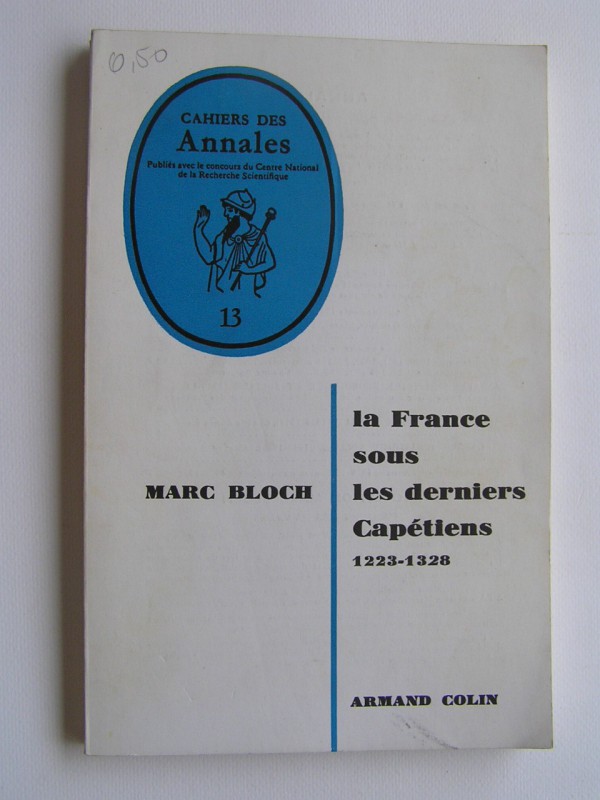 6,50
CAHIERS DES
Annales
Publiés avec le concours du Centre National
de la Recherche Scientifique
13
MARC BLOCH
la France
sous
les derniers
Capétiens
1223-1328
ARMAND COLIN